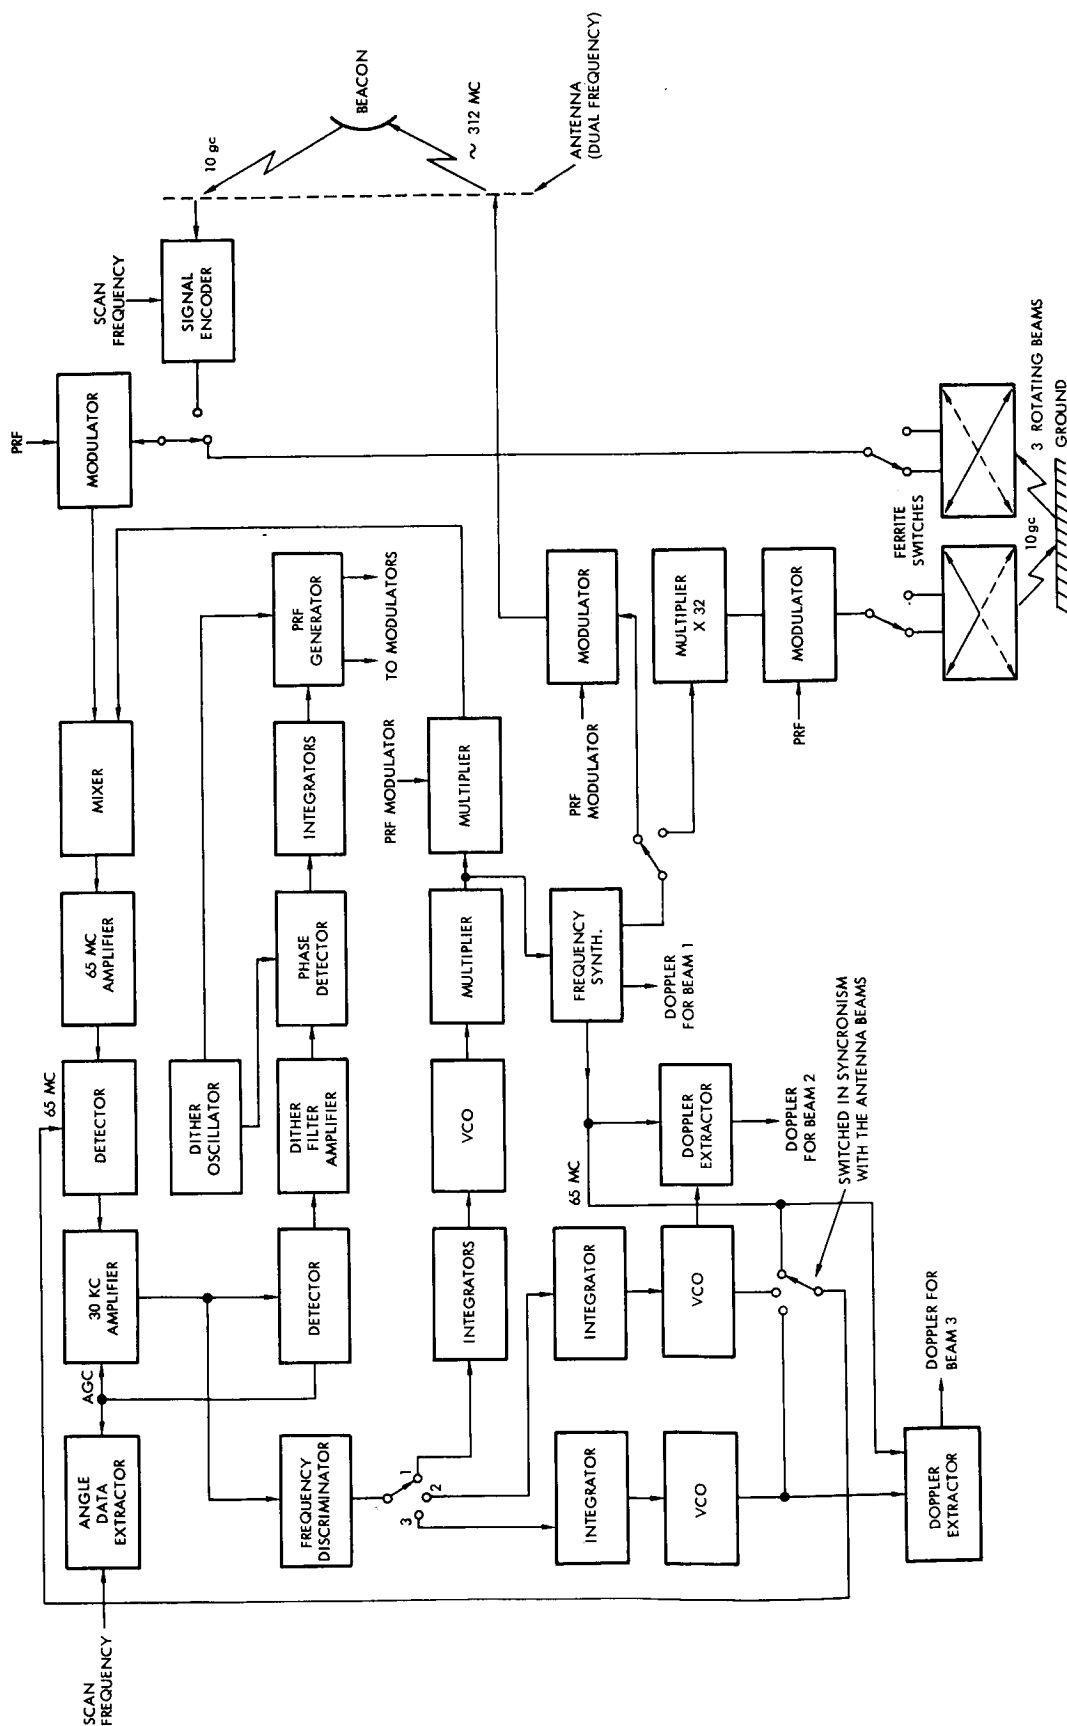 SCAN
FREQUENCY
ANGLE
DATA
EXTRACTOR
AGC
30 KC
AMPLIFIER
65 MC
DETECTOR
65 MC
AMPLIFIER
MIXER
PRF
MODULATOR
SCAN
FREQUENCY
SIGNAL
ENCODER
10 gc
BEACON
~ 312 MC
ANTENNA
(DUAL FREQUENCY)
DITHER
OSCILLATOR
FREQUENCY
DISCRIMINATOR
1
2
3
DETECTOR
DITHER
FILTER
AMPLIFIER
PHASE
DETECTOR
INTEGRATORS
PRF
GENERATOR
TO MODULATORS
INTEGRATORS
VCO
MULTIPLIER
PRF MODULATOR
MULTIPLIER
INTEGRATOR
INTEGRATOR
VCO
VCO
65 MC
DOPPLER
EXTRACTOR
DOPPLER
FOR BEAM 2
FREQUENCY
SYNTH.
DOPPLER
FOR BEAM 1
PRF
MODULATOR
MODULATOR
MULTIPLIER
X 32
PRF
MODULATOR
FERRITE
SWITCHES
10gc
3 ROTATING BEAMS
GROUND
SWITCHED IN SYNCRONISM
WITH THE ANTENNA BEAMS
DOPPLER
EXTRACTOR
DOPPLER FOR
BEAM 3